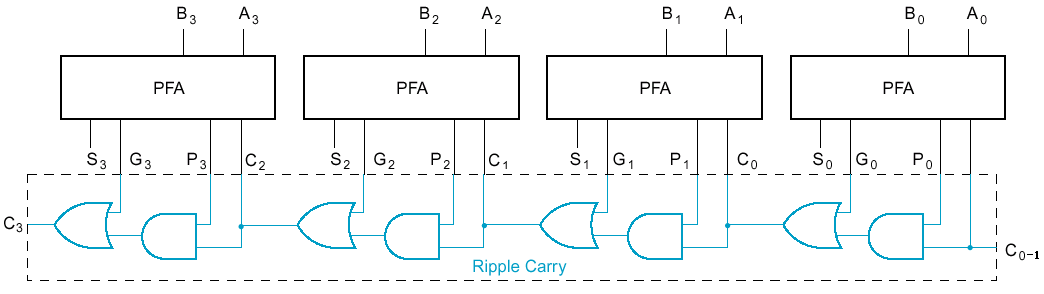 B3 A3 B2 A2 B1 A1 B0 A0
PFA PFA PFA PFA
S3 G3 P3 C2 S2 G2 P2 C1 S1 G1 P1 C0 S0 G0 P0
C3 C0-1
Ripple Carry